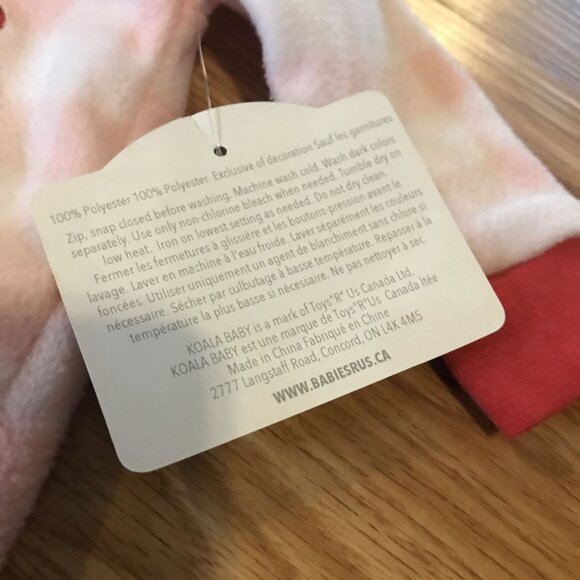 100% Polyester 100% Polyester. Exclusive of decoration Sauf les garnitures
Zip, snap closed before washing. Machine wash cold. Wash dark colors
separately. Use only non-chlorine bleach when needed. Tumble dry on
low heat. Iron on lowest setting as needed. Do not dry clean.
Fermer les fermetures à glissière et les boutons pression avant le
lavage. Laver en machine à l'eau froide. Laver séparément les couleurs
foncées. Utiliser uniquement un agent de blanchiment sans chlore si
nécessaire. Sécher par culbutage à basse température. Repasser à la
température la plus basse si nécessaire. Ne pas nettoyer à sec.
KOALA BABY is a mark of Toys"R"Us Canada Ltd.
KOALA BABY est une marque de Toys"R"Us Canada ltée
Made in China Fabriqué en Chine
2777 Langstaff Road, Concord, ON L4K 4M5
WWW.BABIESRUS.CA